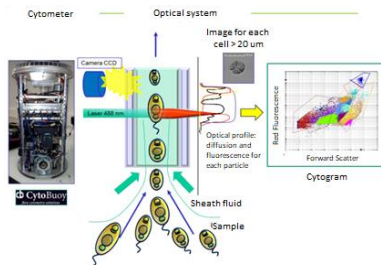 Cytometer
Optical system
Image for each
cell > 20 um
Camera CCD
Laser 488 nm
Optical profile:
diffusion and
fluorescence for
each particle
Red Fluorescence
Forward Scatter
Cytogram
CytoBuoy
Sheath fluid
Sample